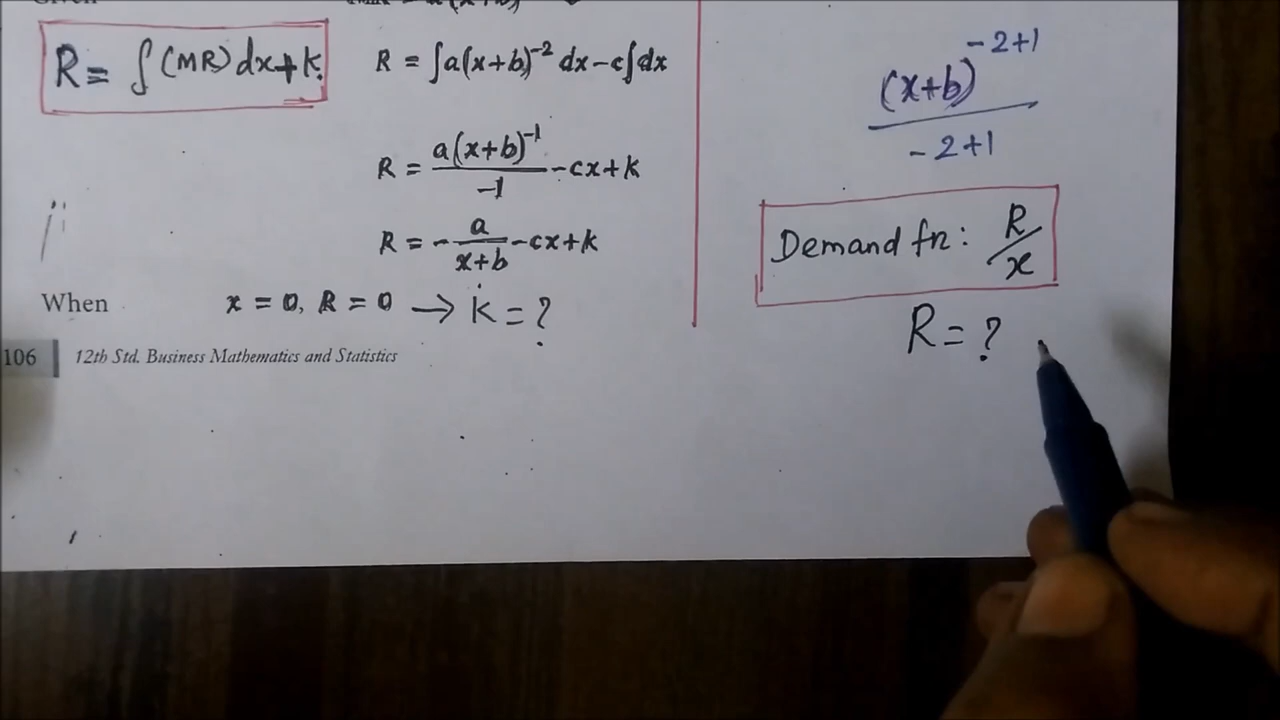 R = ∫(MR) dx + k
R = ∫a(x+b)⁻² dx − c∫dx
R = a(x+b)⁻¹/−1 − cx + k
R = − a/x+b − cx + k
When x = 0, R = 0 → k = ?
106 12th Std. Business Mathematics and Statistics
(x+b)⁻²⁺¹
−2+1
Demand fn: R/x
R = ?